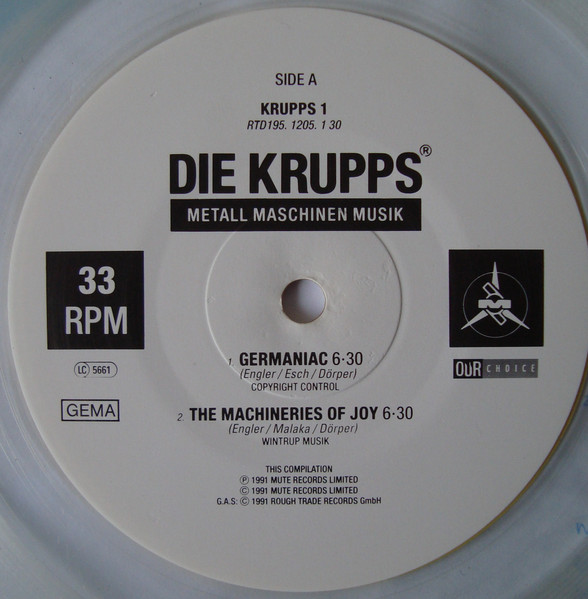 SIDE A
KRUPPS 1
RTD195. 1205. 1 30
DIE KRUPPS®
METALL MASCHINEN MUSIK
33
RPM
LC 5661
OUR CHOICE
GEMA
1. GERMANIAC 6·30
(Engler / Esch / Dörper)
COPYRIGHT CONTROL
2. THE MACHINERIES OF JOY 6·30
(Engler / Malaka / Dörper)
WINTRUP MUSIK
THIS COMPILATION
℗ 1991 MUTE RECORDS LIMITED
© 1991 MUTE RECORDS LIMITED
G.A.S: © 1991 ROUGH TRADE RECORDS GmbH